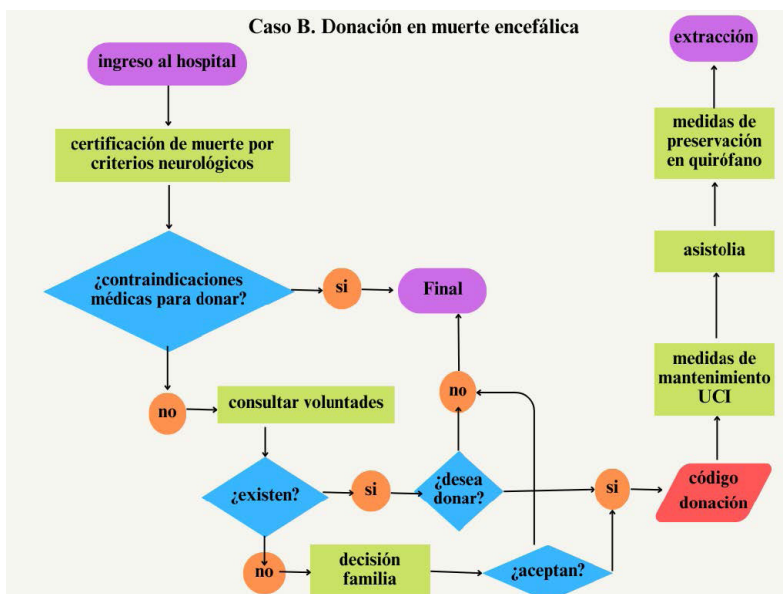 Caso B. Donación en muerte encefálica
ingreso al hospital
certificación de muerte por
criterios neurológicos
¿contraindicaciones
médicas para donar?
si
Final
no
consultar voluntades
¿existen?
si
¿desea
donar?
no
si
no
decisión
familia
¿aceptan?
código
donación
medidas de
mantenimiento
UCI
asistolia
medidas de
preservación
en quirófano
extracción